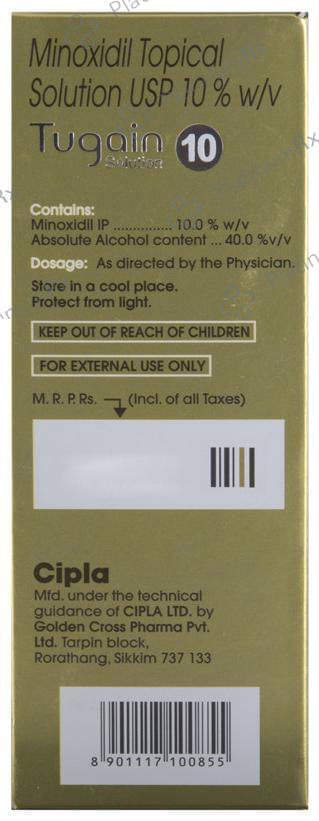 Minoxidil Topical
Solution USP 10 % w/v
Tugain 10
Solution
Contains:
Minoxidil IP ............... 10.0 % w/v
Absolute Alcohol content ... 40.0 %v/v
Dosage: As directed by the Physician.
Store in a cool place.
Protect from light.
KEEP OUT OF REACH OF CHILDREN
FOR EXTERNAL USE ONLY
M. R. P. Rs. (Incl. of all Taxes)
Cipla
Mfd. under the technical
guidance of CIPLA LTD. by
Golden Cross Pharma Pvt.
Ltd. Tarpin block,
Rorathang, Sikkim 737 133
8 901117 100855